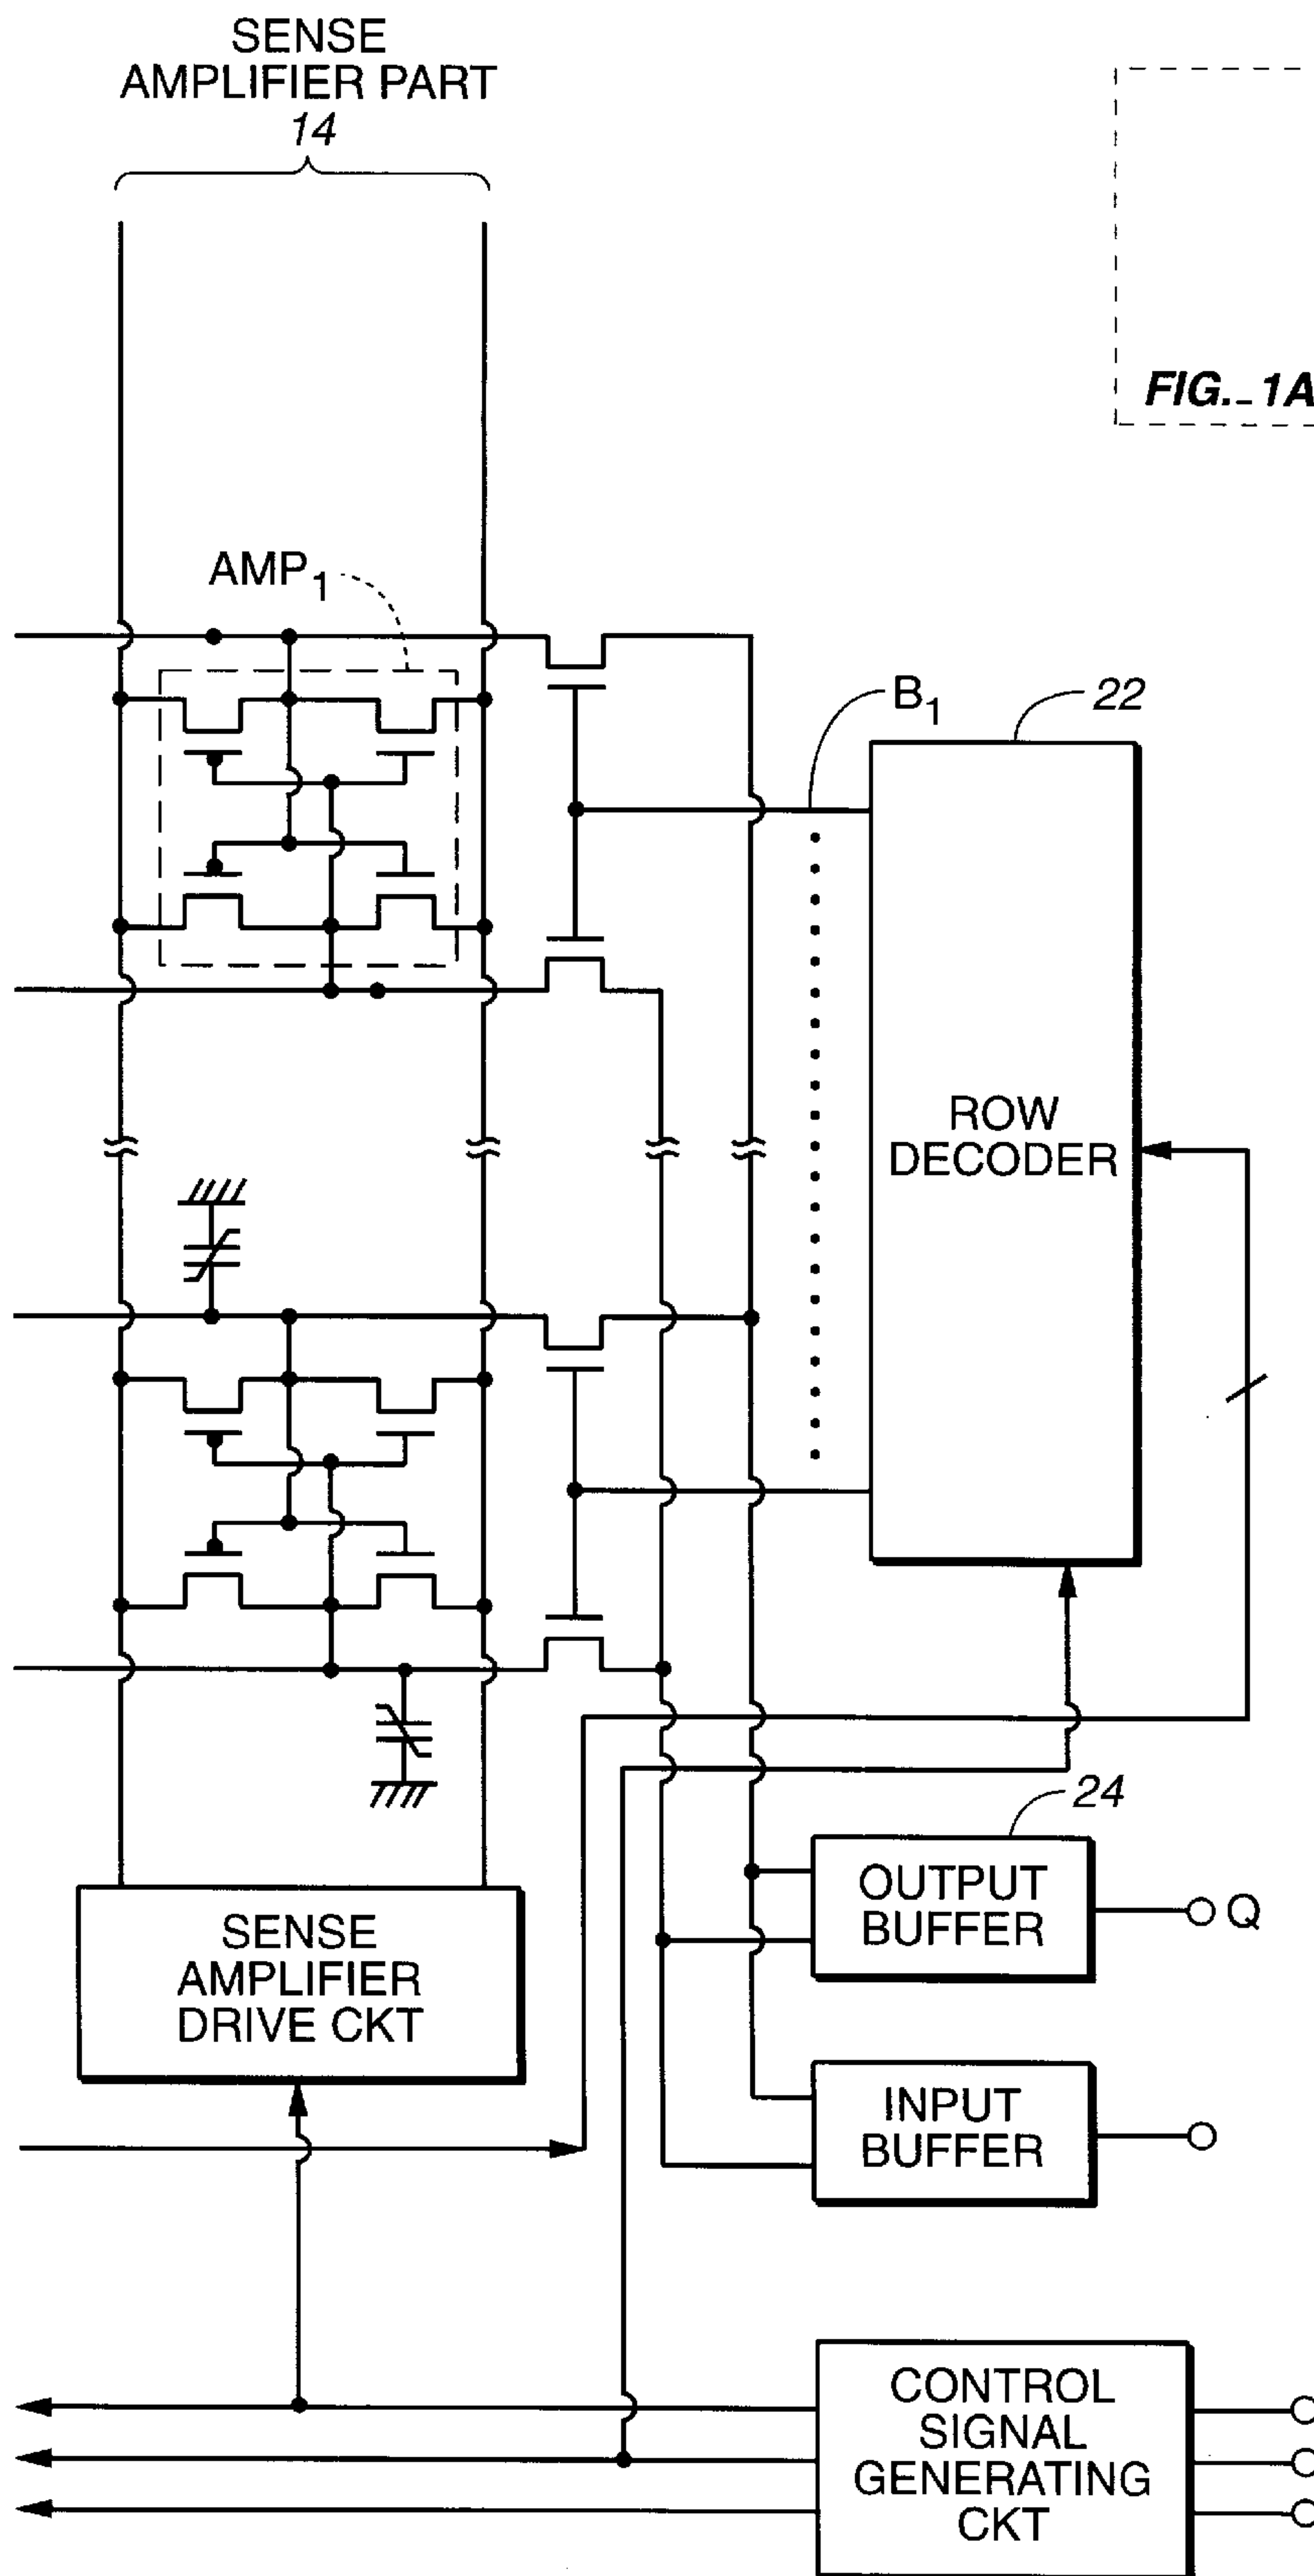 SENSE
AMPLIFIER PART
14
FIG._1A
AMP1
B1
22
ROW
DECODER
24
OUTPUT
BUFFER
Q
SENSE
AMPLIFIER
DRIVE CKT
INPUT
BUFFER
CONTROL
SIGNAL
GENERATING
CKT